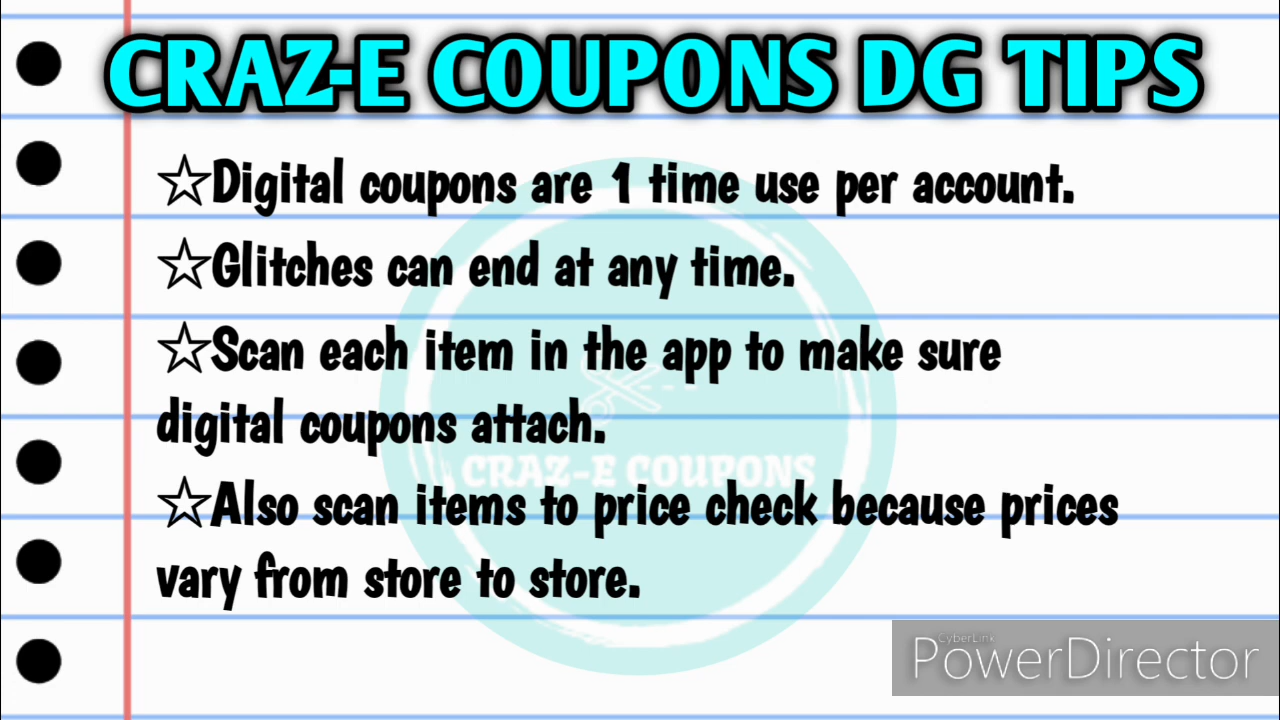 CRAZ-E COUPONS DG TIPS
☆Digital coupons are 1 time use per account.
☆Glitches can end at any time.
☆Scan each item in the app to make sure
digital coupons attach.
CRAZ-E COUPONS
☆Also scan items to price check because prices
vary from store to store.
CyberLink
PowerDirector